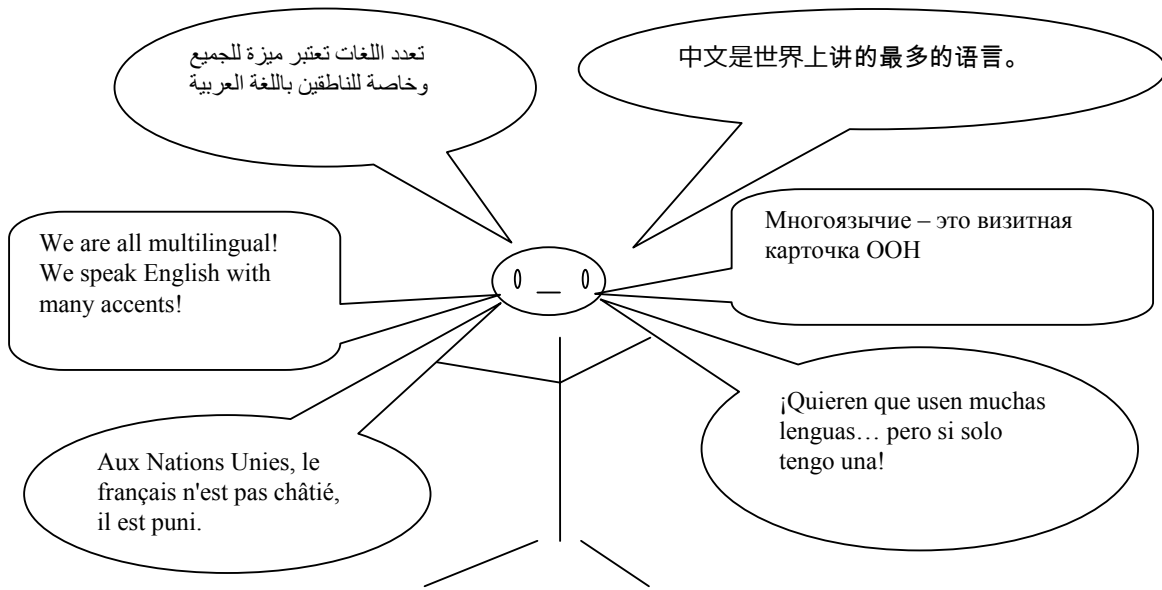 تعدد اللغات تعتبر ميزة للجميع
وخاصة للناطقين باللغة العربية
中文是世界上讲的最多的语言。
We are all multilingual!
We speak English with
many accents!
Многоязычие – это визитная
карточка ООН
Aux Nations Unies, le
français n'est pas châtié,
il est puni.
¡Quieren que usen muchas
lenguas… pero si solo
tengo una!